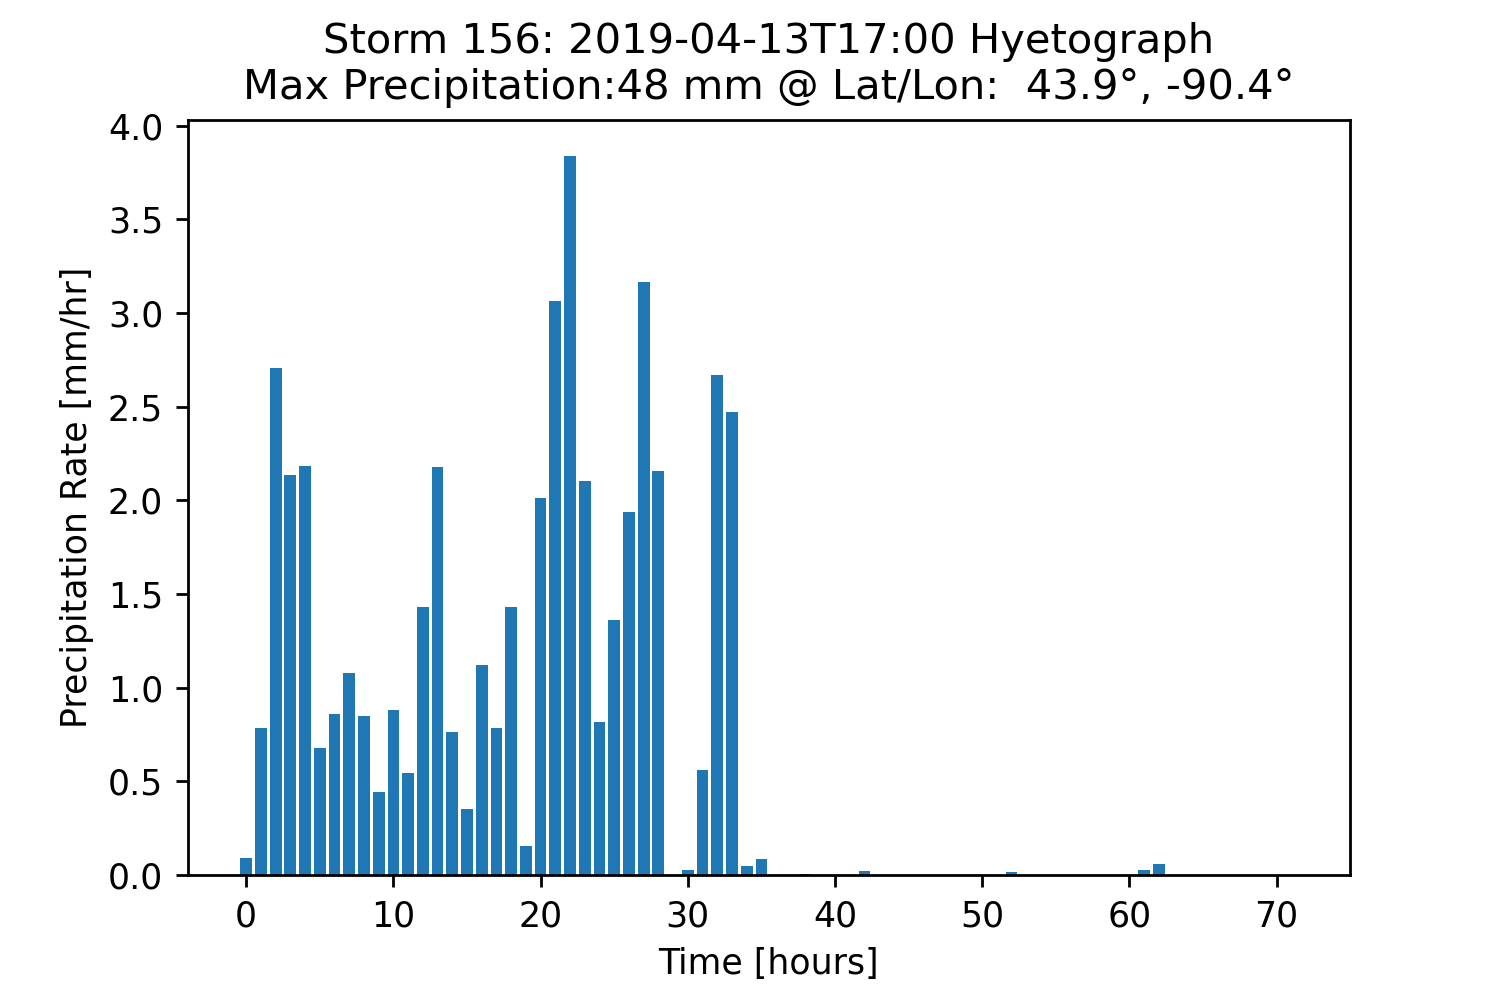 Storm 156: 2019-04-13T17:00 Hyetograph
Max Precipitation:48 mm @ Lat/Lon:  43.9°, -90.4°
4.0
3.5
3.0
2.5
2.0
1.5
1.0
0.5
0.0
Precipitation Rate [mm/hr]
0 10 20 30 40 50 60 70
Time [hours]